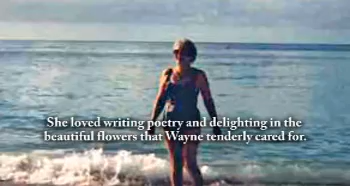 She loved writing poetry and delighting in the
beautiful flowers that Wayne tenderly cared for.